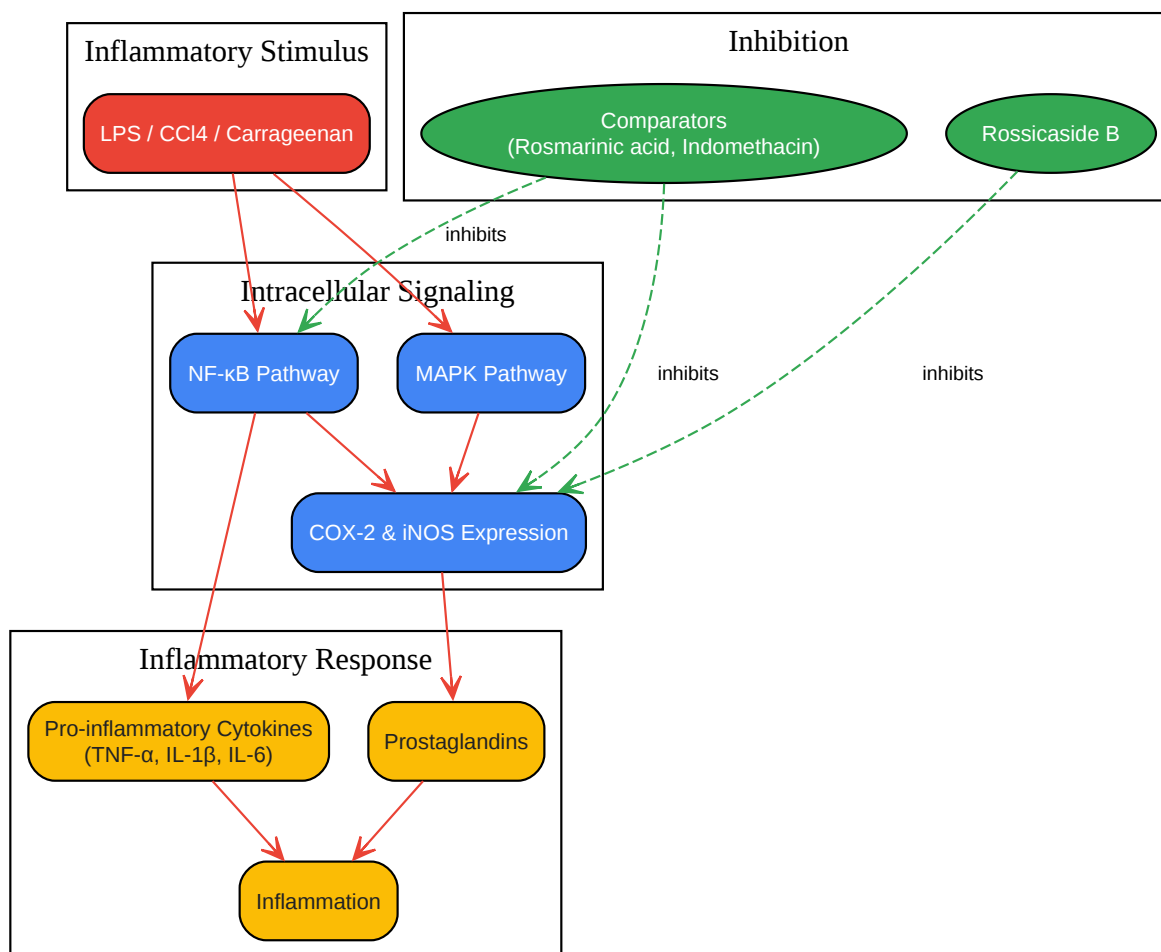 Inflammatory Stimulus
Inhibition
LPS / CCl4 / Carrageenan
Comparators
(Rosmarinic acid, Indomethacin)
Rossicaside B
inhibits
Intracellular Signaling
NF-κB Pathway
MAPK Pathway
inhibits
inhibits
COX-2 & iNOS Expression
Inflammatory Response
Pro-inflammatory Cytokines
(TNF-α, IL-1β, IL-6)
Prostaglandins
Inflammation